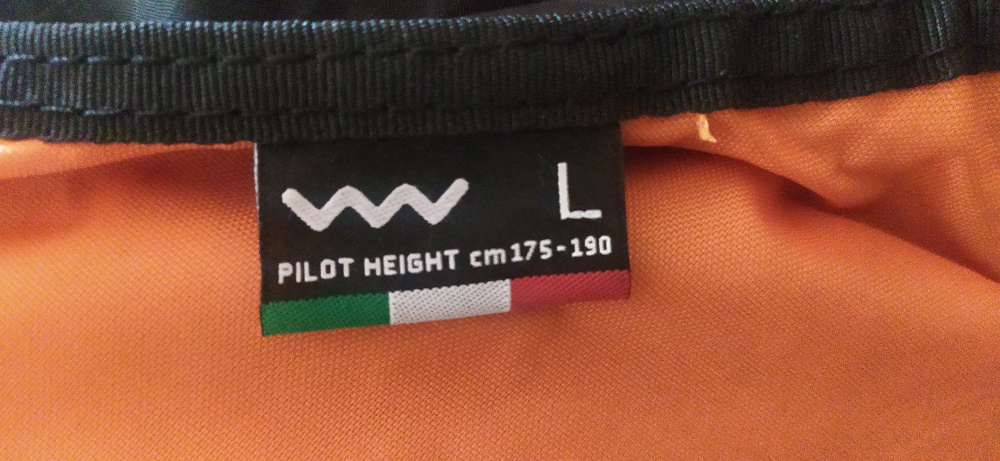 L
PILOT HEIGHT cm 175-190